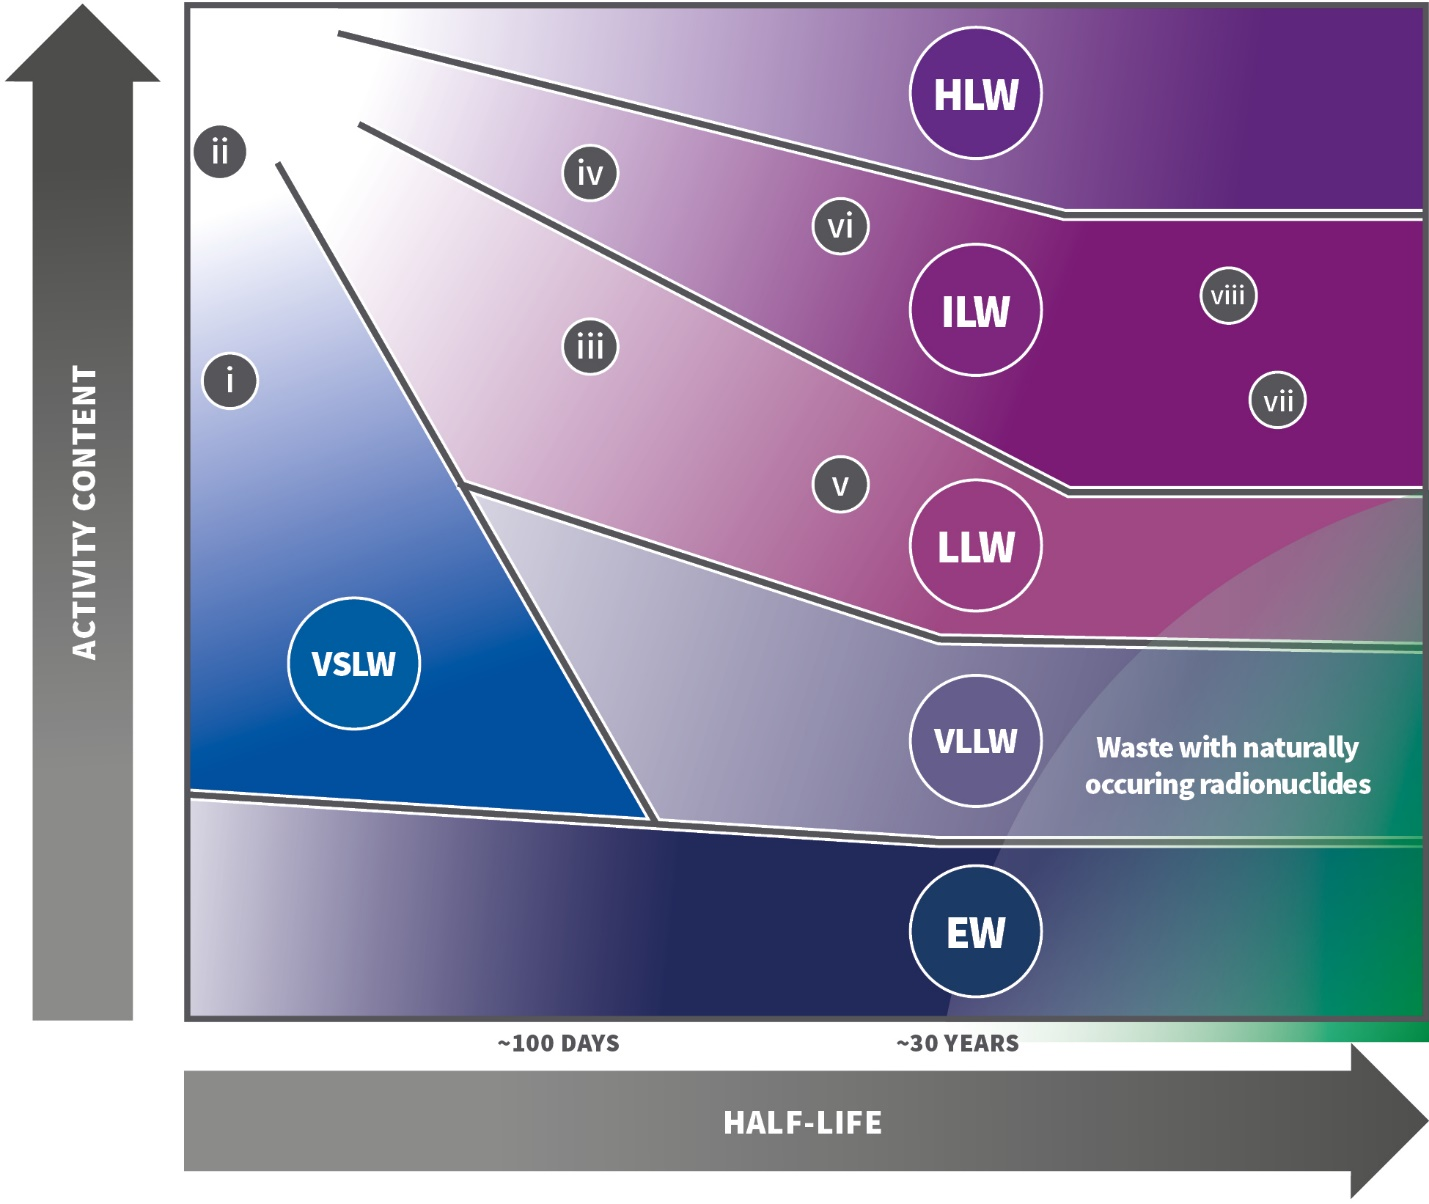 HLW
ii
iv
vi
viii
ILW
iii
i
vii
v
LLW
VSLW
VLLW
Waste with naturally
occuring radionuclides
EW
ACTIVITY CONTENT
~100 DAYS
~30 YEARS
HALF-LIFE